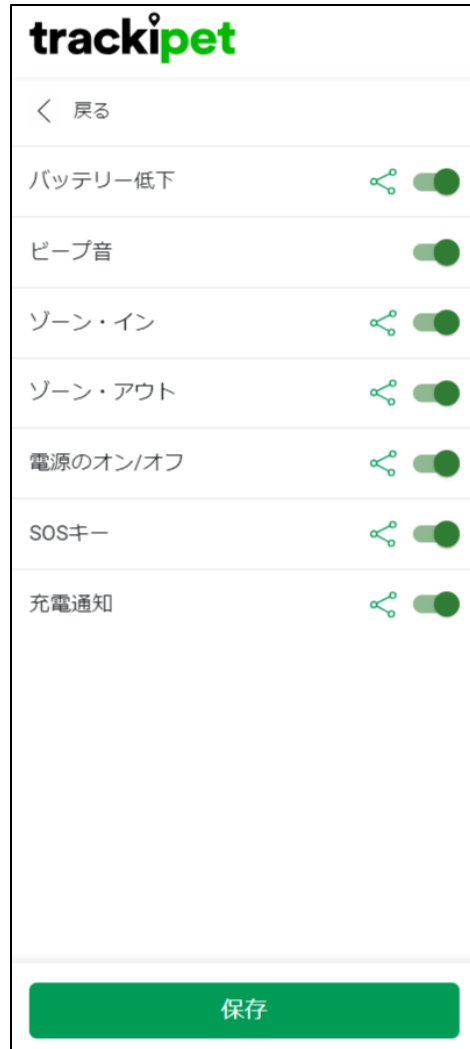 trackipet
戻る
バッテリー低下
ビープ音
ゾーン・イン
ゾーン・アウト
電源のオン/オフ
SOSキー
充電通知
保存